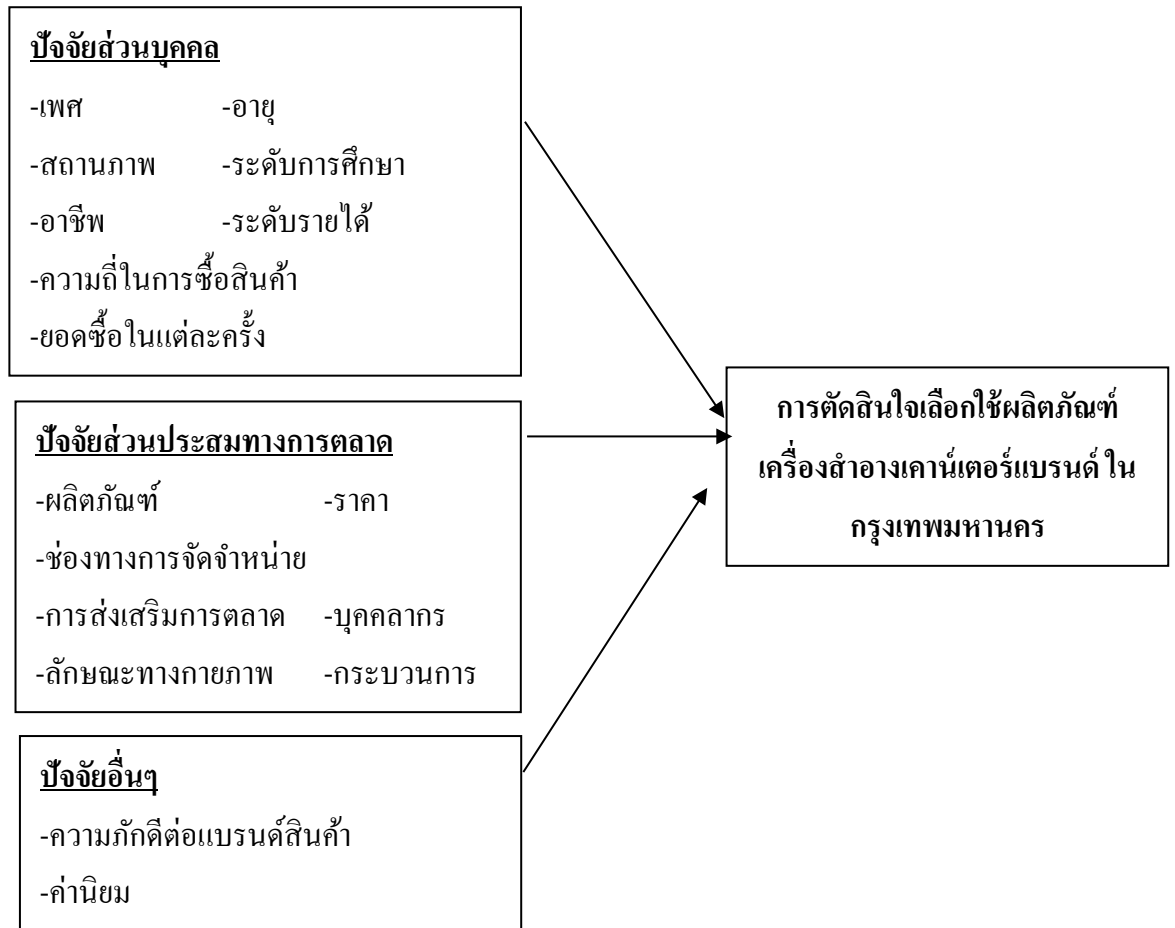 ปัจจัยส่วนบุคคล
-เพศ -อายุ
-สถานภาพ -ระดับการศึกษา
-อาชีพ -ระดับรายได้
-ความถี่ในการซื้อสินค้า
-ยอดซื้อในแต่ละครั้ง
ปัจจัยส่วนประสมทางการตลาด
-ผลิตภัณฑ์ -ราคา
-ช่องทางการจัดจำหน่าย
-การส่งเสริมการตลาด -บุคคลากร
-ลักษณะทางกายภาพ -กระบวนการ
ปัจจัยอื่นๆ
-ความภักดีต่อแบรนด์สินค้า
-ค่านิยม
การตัดสินใจเลือกใช้ผลิตภัณฑ์
เครื่องสำอางเคาน์เตอร์แบรนด์ ใน
กรุงเทพมหานคร